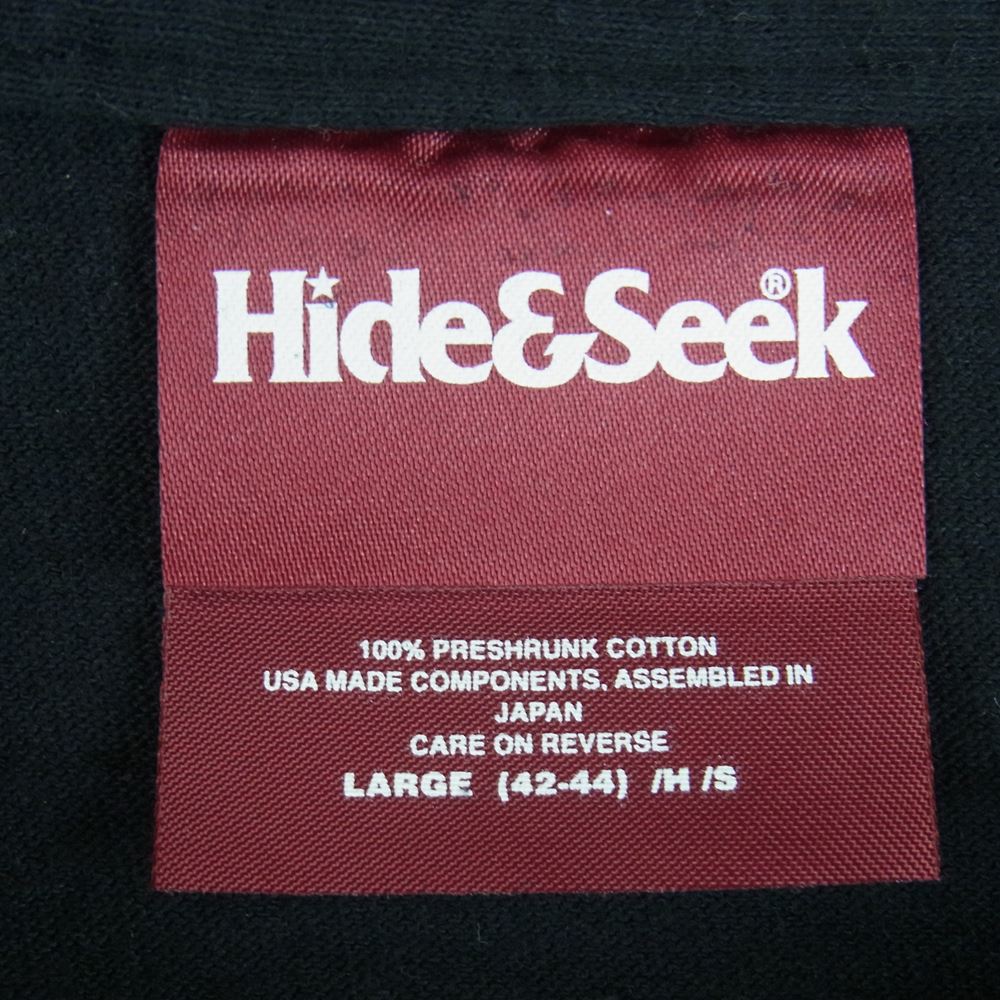 Hide&Seek®
100% PRESHRUNK COTTON
USA MADE COMPONENTS, ASSEMBLED IN
JAPAN
CARE ON REVERSE
LARGE (42-44) /H /S